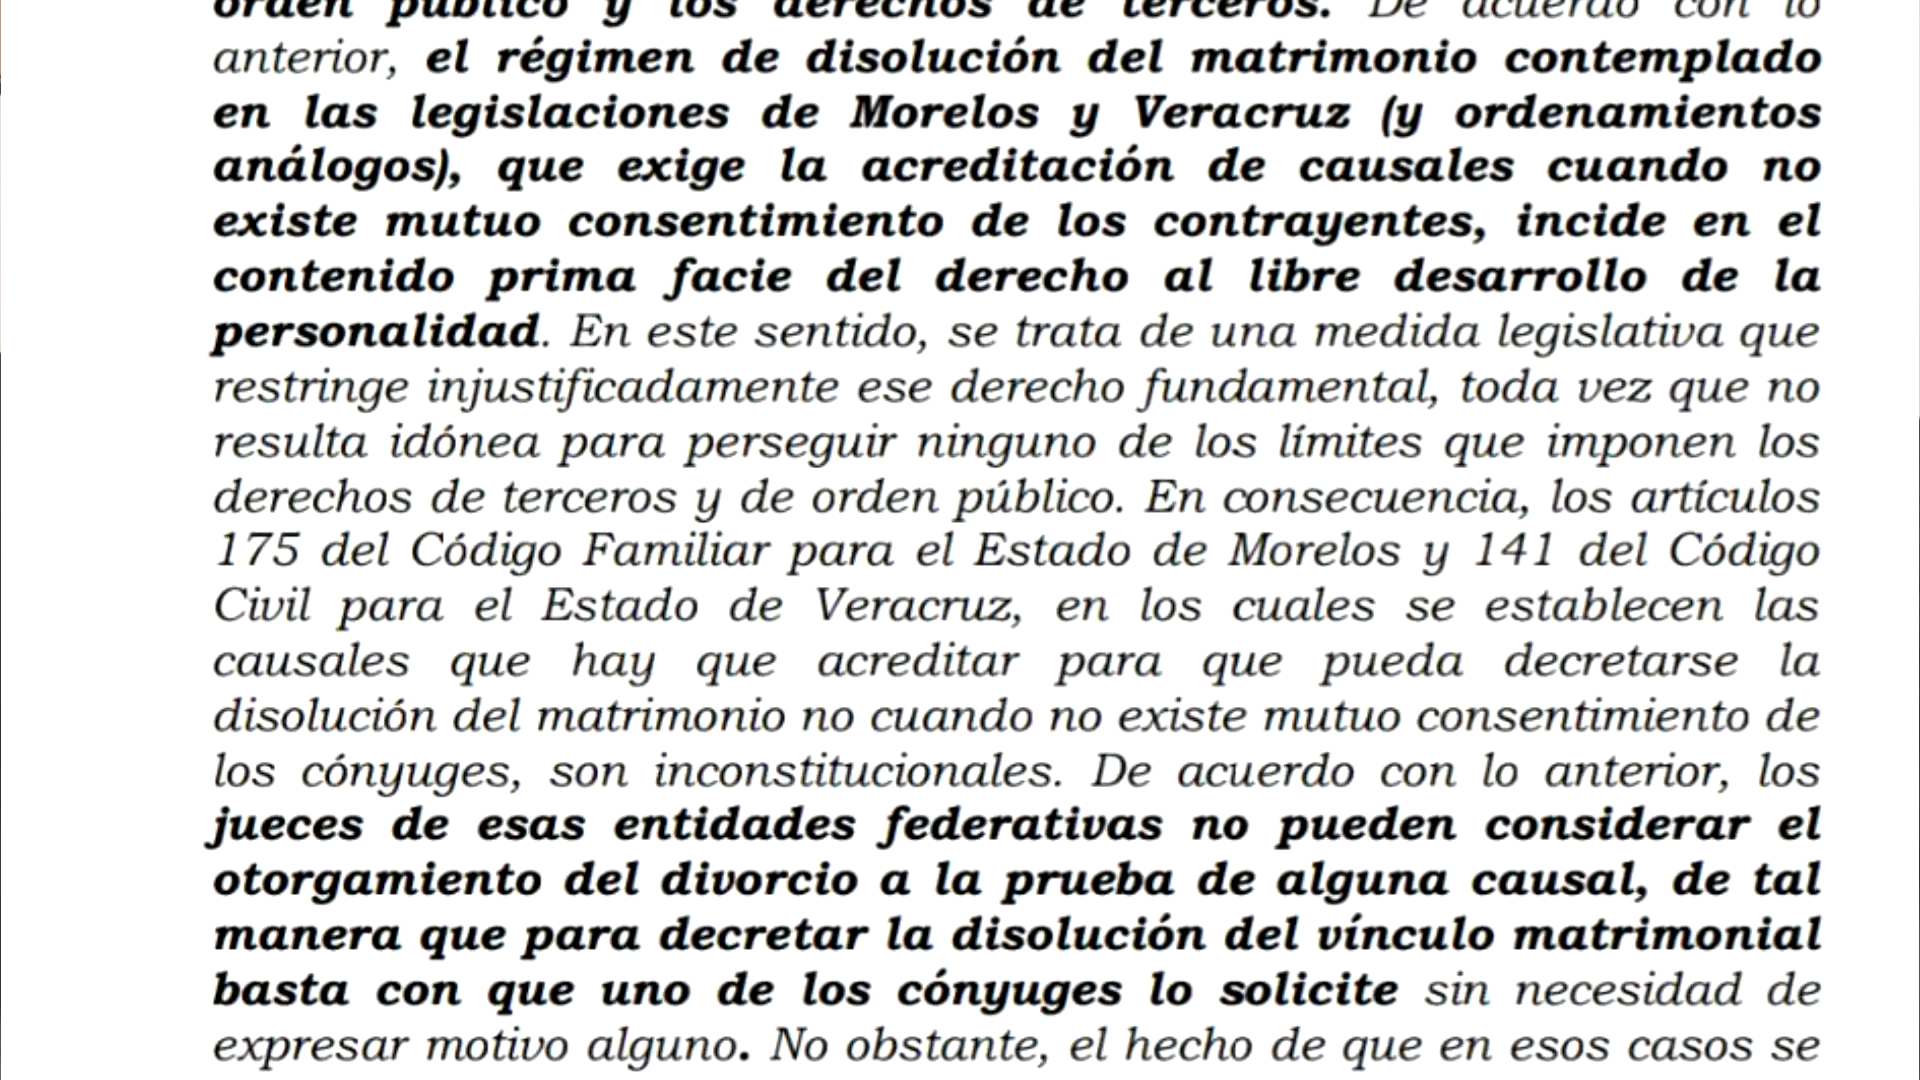 orden público y los derechos de terceros. De acuerdo con lo
anterior, el régimen de disolución del matrimonio contemplado
en las legislaciones de Morelos y Veracruz (y ordenamientos
análogos), que exige la acreditación de causales cuando no
existe mutuo consentimiento de los contrayentes, incide en el
contenido prima facie del derecho al libre desarrollo de la
personalidad. En este sentido, se trata de una medida legislativa que
restringe injustificadamente ese derecho fundamental, toda vez que no
resulta idónea para perseguir ninguno de los límites que imponen los
derechos de terceros y de orden público. En consecuencia, los artículos
175 del Código Familiar para el Estado de Morelos y 141 del Código
Civil para el Estado de Veracruz, en los cuales se establecen las
causales que hay que acreditar para que pueda decretarse la
disolución del matrimonio no cuando no existe mutuo consentimiento de
los cónyuges, son inconstitucionales. De acuerdo con lo anterior, los
jueces de esas entidades federativas no pueden considerar el
otorgamiento del divorcio a la prueba de alguna causal, de tal
manera que para decretar la disolución del vínculo matrimonial
basta con que uno de los cónyuges lo solicite sin necesidad de
expresar motivo alguno. No obstante, el hecho de que en esos casos se